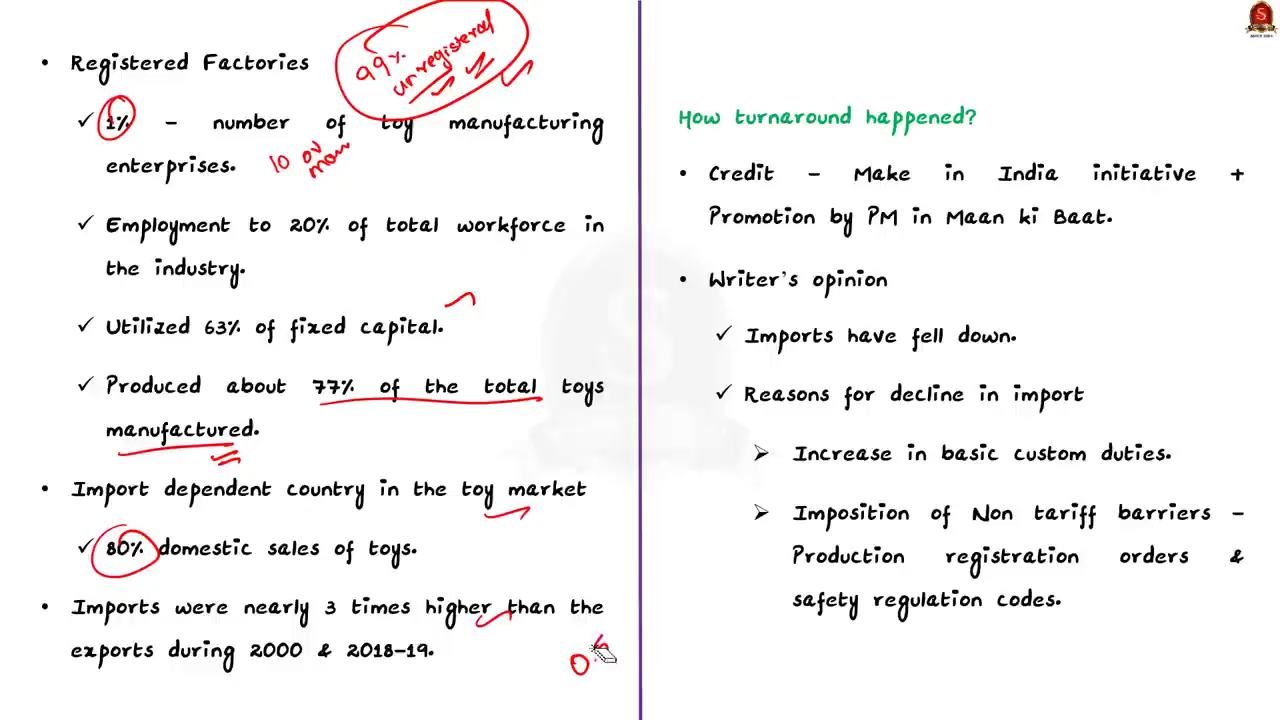 99%
unregistered
• Registered Factories
✓ 1% – number of toy manufacturing
enterprises.
10 or
more
✓ Employment to 20% of total workforce in
the industry.
✓ Utilized 63% of fixed capital.
✓ Produced about 77% of the total toys
manufactured.
• Import dependent country in the toy market
✓ 80% domestic sales of toys.
• Imports were nearly 3 times higher than the
exports during 2000 & 2018-19.
How turnaround happened?
• Credit – Make in India initiative +
Promotion by PM in Maan ki Baat.
• Writer's opinion
✓ Imports have fell down.
✓ Reasons for decline in import
➢ Increase in basic custom duties.
➢ Imposition of Non tariff barriers –
Production registration orders &
safety regulation codes.